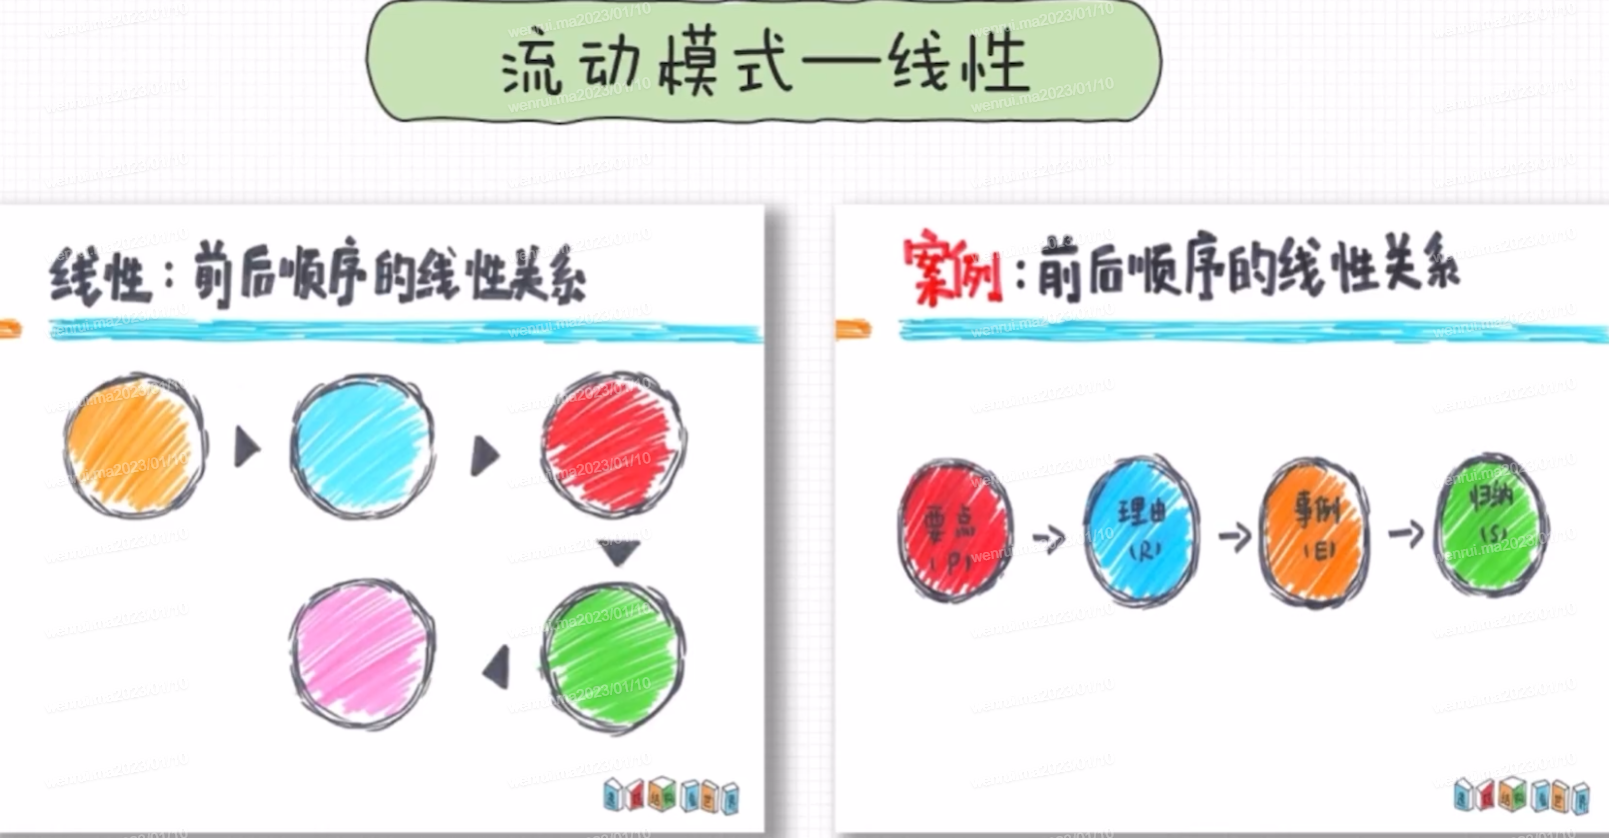 流动模式—线性
线性：前后顺序的线性关系
案例：前后顺序的线性关系
要点
（P）
理由
（R）
事例
（E）
归纳
（S）
wenrui.ma2023/01/10